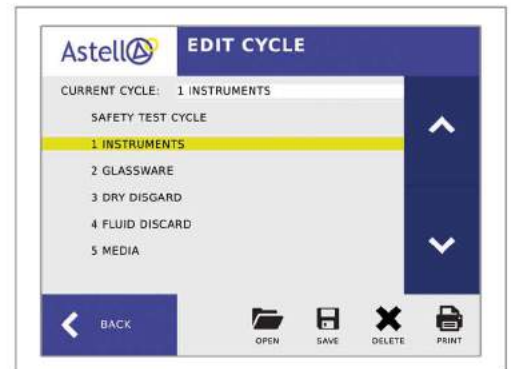 Astell
EDIT CYCLE
CURRENT CYCLE: 1 INSTRUMENTS
SAFETY TEST CYCLE
1 INSTRUMENTS
2 GLASSWARE
3 DRY DISGARD
4 FLUID DISCARD
5 MEDIA
BACK
OPEN
SAVE
DELETE
PRINT